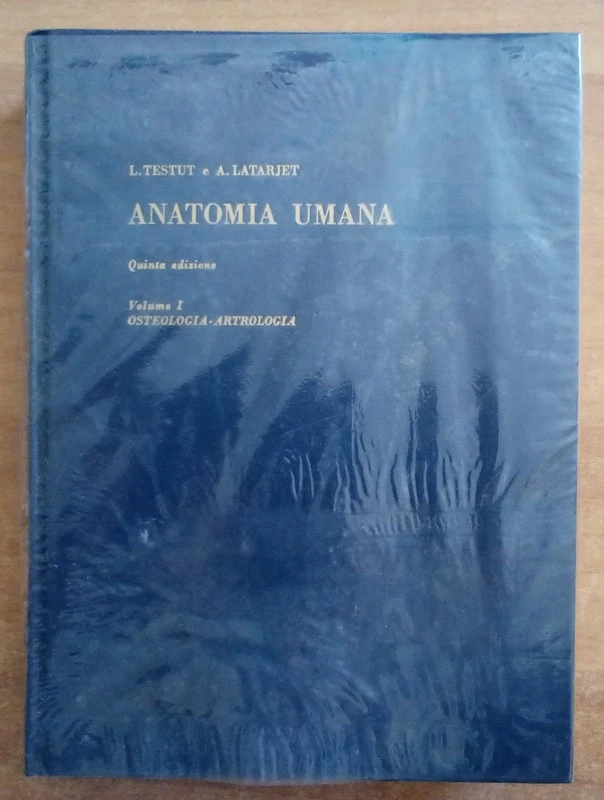 L. TESTUT e A. LATARJET
ANATOMIA UMANA
Quinta edizione
Volume I
OSTEOLOGIA-ARTROLOGIA